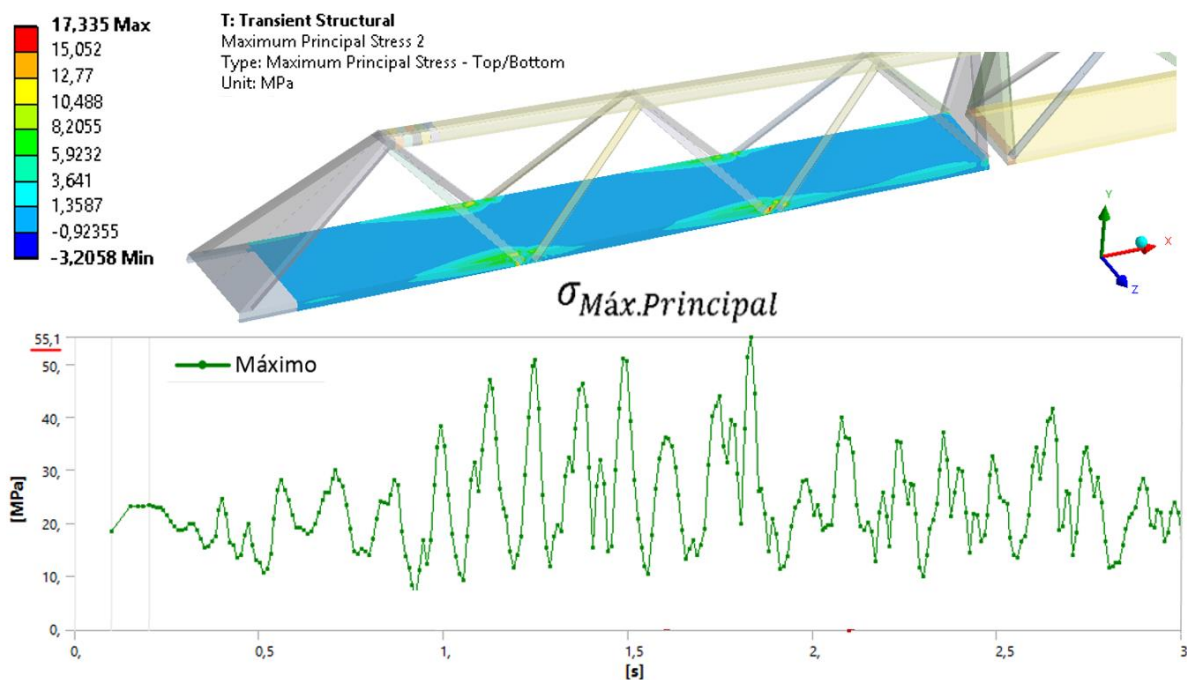 17,335 Max
15,052
12,77
10,488
8,2055
5,9232
3,641
1,3587
-0,92355
-3,2058 Min
T: Transient Structural
Maximum Principal Stress 2
Type: Maximum Principal Stress - Top/Bottom
Unit: MPa
Y
X
Z
σMáx.Principal
55,1
50,
40,
30,
20,
10,
0,
[MPa]
Máximo
0,
0,5
1,
1,5
2,
2,5
3
[s]